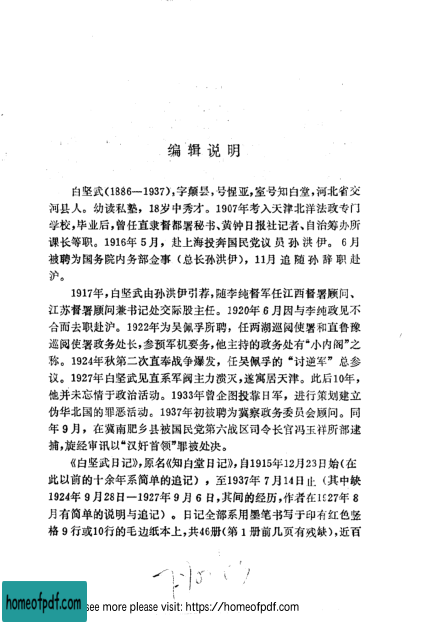 编辑说明
白坚武(1886—1937),字颠昙,号惺亚,室号知白堂,河北省交
河县人。幼读私塾,18岁中秀才。1907年考入天津北洋法政专门
学校,毕业后,曾任直隶督都署秘书、黄钟日报社记者、自治筹办所
课长等职。1916年5月,赴上海投奔国民党议员孙洪伊。6月
被聘为国务院内务部佥事(总长孙洪伊),11月追随孙辞职赴
沪。
1917年,白坚武由孙洪伊引荐,随李纯督军任江西督署顾问、
江苏督署顾问兼书记处交际股主任。1920年6月因与李纯政见不
合而去职赴沪。1922年为吴佩孚所聘,任两湖巡阅使署和直鲁豫
巡阅使署政务处长,参预军机要务,他主持的政务处有“小内阁”之
称。1924年秋第二次直奉战争爆发,任吴佩孚的“讨逆军”总参
议。1927年白坚武见直系军阀主力溃灭,遂寓居天津。此后10年,
他并未忘情于政治活动。1933年曾企图投靠日军,进行策划建立
伪华北国的罪恶活动。1937年初被聘为冀察政务委员会顾问。同
年9月,在冀南肥乡县被国民党第六战区司令长官冯玉祥所部逮
捕,旋经审讯以“汉奸首领”罪被处决。
《白坚武日记》,原名《知白堂日记》,自1915年12月23日始(在
此以前的十余年系简单的追记),至1937年7月14日止(其中缺
1924年9月28日—1927年9月6日,其间的经历,作者在1927年8
月有简单的说明与追记)。日记全部系用墨笔书写于印有红色竖
格9行或10行的毛边纸本上,共46册(第1册前几页有残缺),近百
homeofpdf.com
see more please visit: https://homeofpdf.com